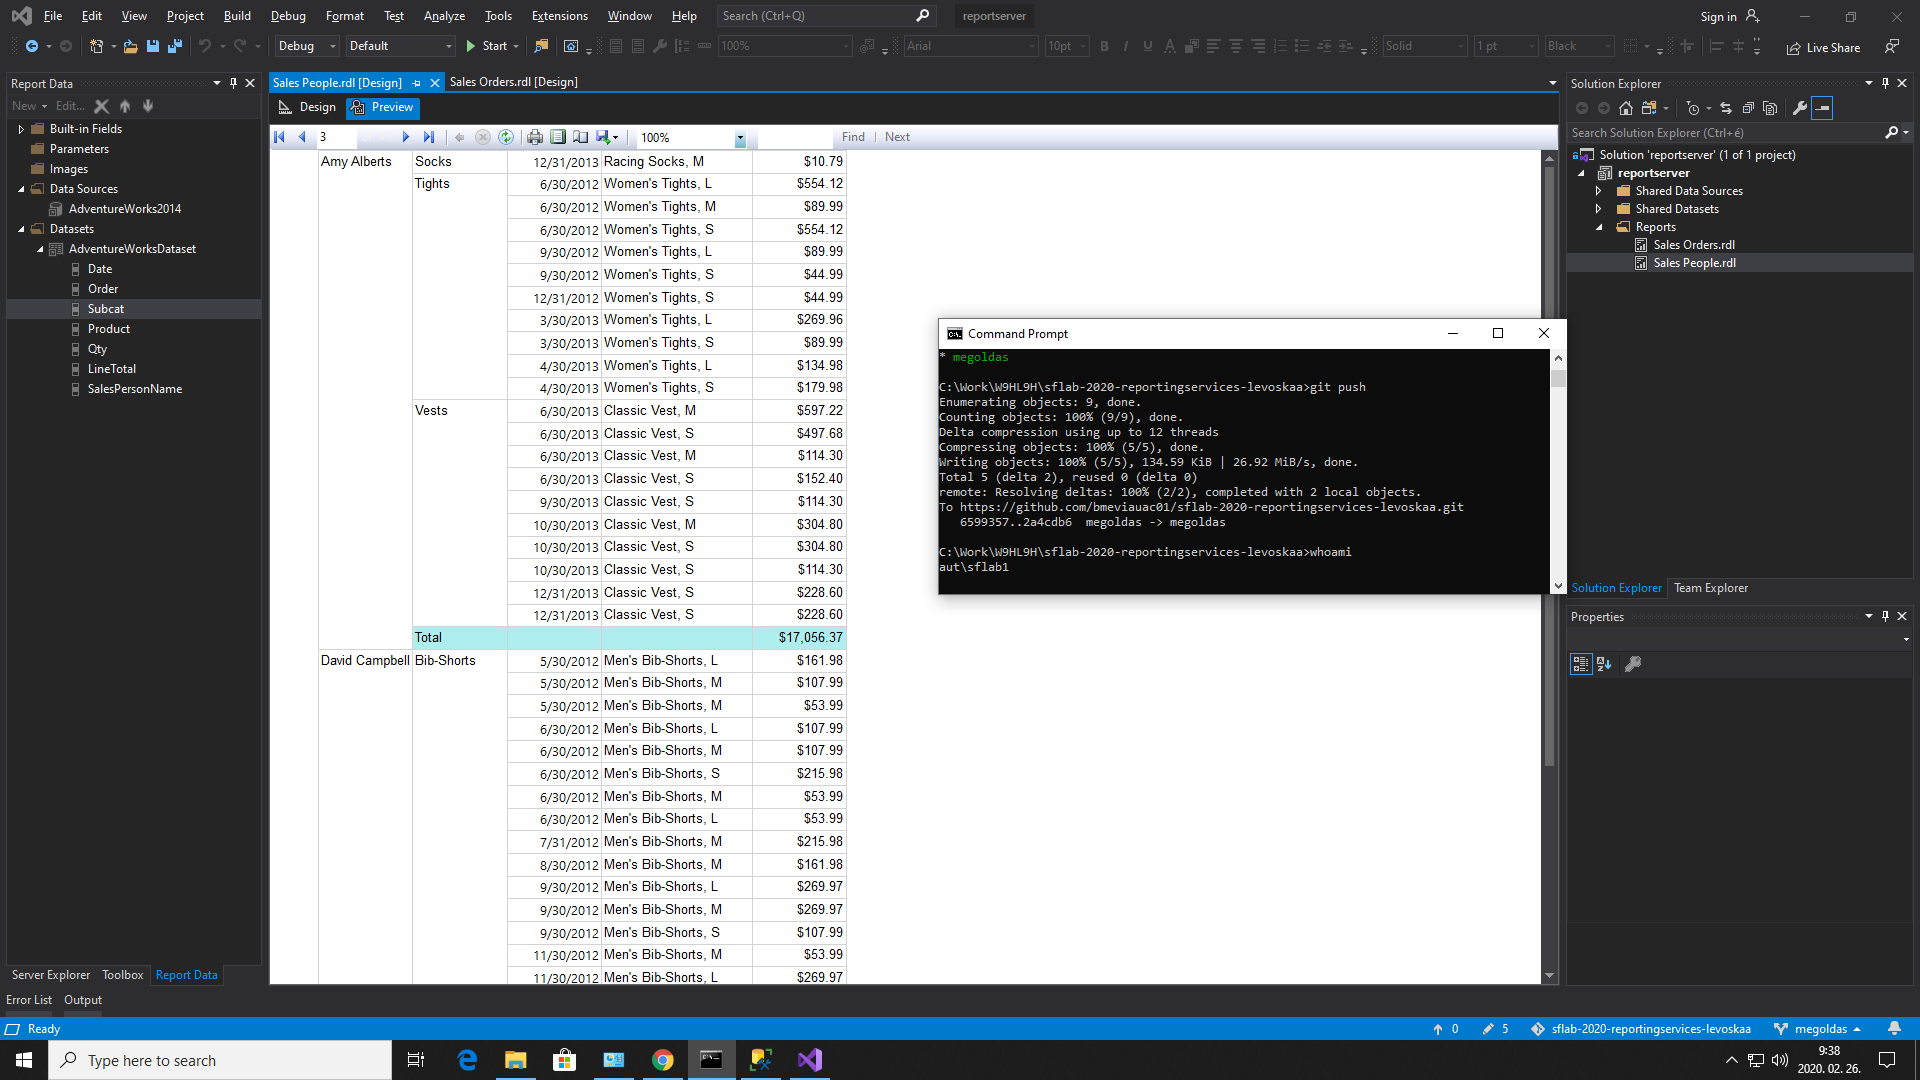 File Edit View Project Build Debug Format Test Analyze Tools Extensions Window Help Search (Ctrl+Q) reportserver Sign in
Debug Default Start 100% Arial 10pt B I U A Solid 1 pt Black Live Share
Report Data
New Edit...
Built-in Fields
Parameters
Images
Data Sources
AdventureWorks2014
Datasets
AdventureWorksDataset
Date
Order
Subcat
Product
Qty
LineTotal
SalesPersonName
Server Explorer Toolbox Report Data
Sales People.rdl [Design] Sales Orders.rdl [Design]
Design Preview
3 100% Find | Next
Amy Alberts Socks 12/31/2013 Racing Socks, M $10.79
Tights 6/30/2012 Women's Tights, L $554.12
6/30/2012 Women's Tights, M $89.99
6/30/2012 Women's Tights, S $554.12
9/30/2012 Women's Tights, L $89.99
9/30/2012 Women's Tights, S $44.99
12/31/2012 Women's Tights, S $44.99
3/30/2013 Women's Tights, L $269.96
3/30/2013 Women's Tights, S $89.99
4/30/2013 Women's Tights, L $134.98
4/30/2013 Women's Tights, S $179.98
Vests 6/30/2013 Classic Vest, M $597.22
6/30/2013 Classic Vest, S $497.68
6/30/2013 Classic Vest, M $114.30
6/30/2013 Classic Vest, S $152.40
9/30/2013 Classic Vest, S $114.30
10/30/2013 Classic Vest, M $304.80
10/30/2013 Classic Vest, S $304.80
10/30/2013 Classic Vest, S $114.30
12/31/2013 Classic Vest, S $228.60
12/31/2013 Classic Vest, S $228.60
Total $17,056.37
David Campbell Bib-Shorts 5/30/2012 Men's Bib-Shorts, L $161.98
5/30/2012 Men's Bib-Shorts, M $107.99
5/30/2012 Men's Bib-Shorts, M $53.99
6/30/2012 Men's Bib-Shorts, L $107.99
6/30/2012 Men's Bib-Shorts, M $107.99
6/30/2012 Men's Bib-Shorts, S $215.98
6/30/2012 Men's Bib-Shorts, M $53.99
6/30/2012 Men's Bib-Shorts, L $53.99
7/31/2012 Men's Bib-Shorts, M $215.98
8/30/2012 Men's Bib-Shorts, M $161.98
9/30/2012 Men's Bib-Shorts, L $269.97
9/30/2012 Men's Bib-Shorts, M $269.97
9/30/2012 Men's Bib-Shorts, S $107.99
11/30/2012 Men's Bib-Shorts, M $53.99
11/30/2012 Men's Bib-Shorts, L $269.97
Command Prompt
* megoldas
C:\Work\W9HL9H\sflab-2020-reportingservices-levoskaa>git push
Enumerating objects: 9, done.
Counting objects: 100% (9/9), done.
Delta compression using up to 12 threads
Compressing objects: 100% (5/5), done.
Writing objects: 100% (5/5), 134.59 KiB | 26.92 MiB/s, done.
Total 5 (delta 2), reused 0 (delta 0)
remote: Resolving deltas: 100% (2/2), completed with 2 local objects.
To https://github.com/bmeviauac01/sflab-2020-reportingservices-levoskaa.git
6599357..2a4cdb6  megoldas -> megoldas
C:\Work\W9HL9H\sflab-2020-reportingservices-levoskaa>whoami
aut\sflab1
Solution Explorer
Search Solution Explorer (Ctrl+é)
Solution 'reportserver' (1 of 1 project)
reportserver
Shared Data Sources
Shared Datasets
Reports
Sales Orders.rdl
Sales People.rdl
Solution Explorer Team Explorer
Properties
Error List Output
Ready 0 5 sflab-2020-reportingservices-levoskaa megoldas
Type here to search
9:38
2020. 02. 26.